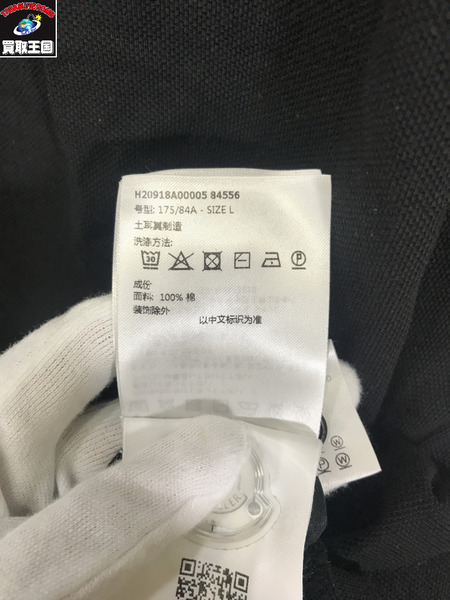 買取王国
H20918A00005 84556
号型: 175/84A - SIZE L
土耳其制造
洗涤方法:
30
P
成份
面料: 100% 棉
装饰除外
以中文标识为准
W
P
W